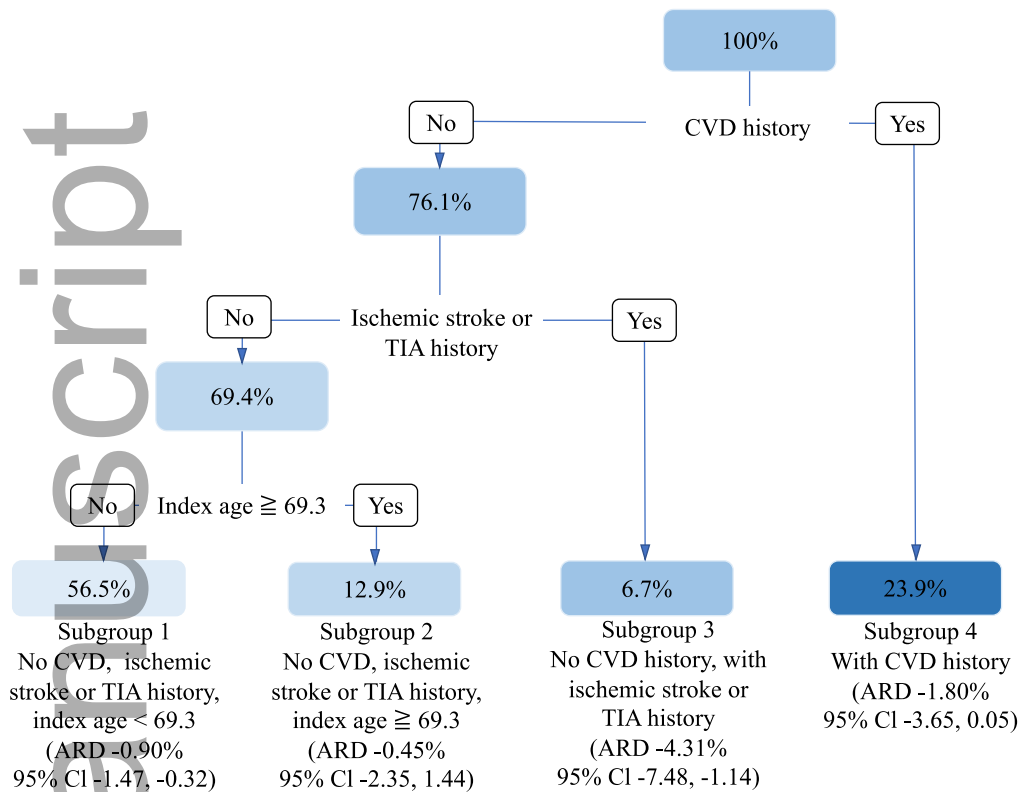 100%
No
CVD history
Yes
76.1%
No
Ischemic stroke or
TIA history
Yes
69.4%
No
Index age ≧ 69.3
Yes
56.5%
Subgroup 1
No CVD, ischemic
stroke or TIA history,
index age < 69.3
(ARD -0.90%
95% Cl -1.47, -0.32)
12.9%
Subgroup 2
No CVD, ischemic
stroke or TIA history,
index age ≧ 69.3
(ARD -0.45%
95% Cl -2.35, 1.44)
6.7%
Subgroup 3
No CVD history, with
ischemic stroke or
TIA history
(ARD -4.31%
95% Cl -7.48, -1.14)
23.9%
Subgroup 4
With CVD history
(ARD -1.80%
95% Cl -3.65, 0.05)
anuscript